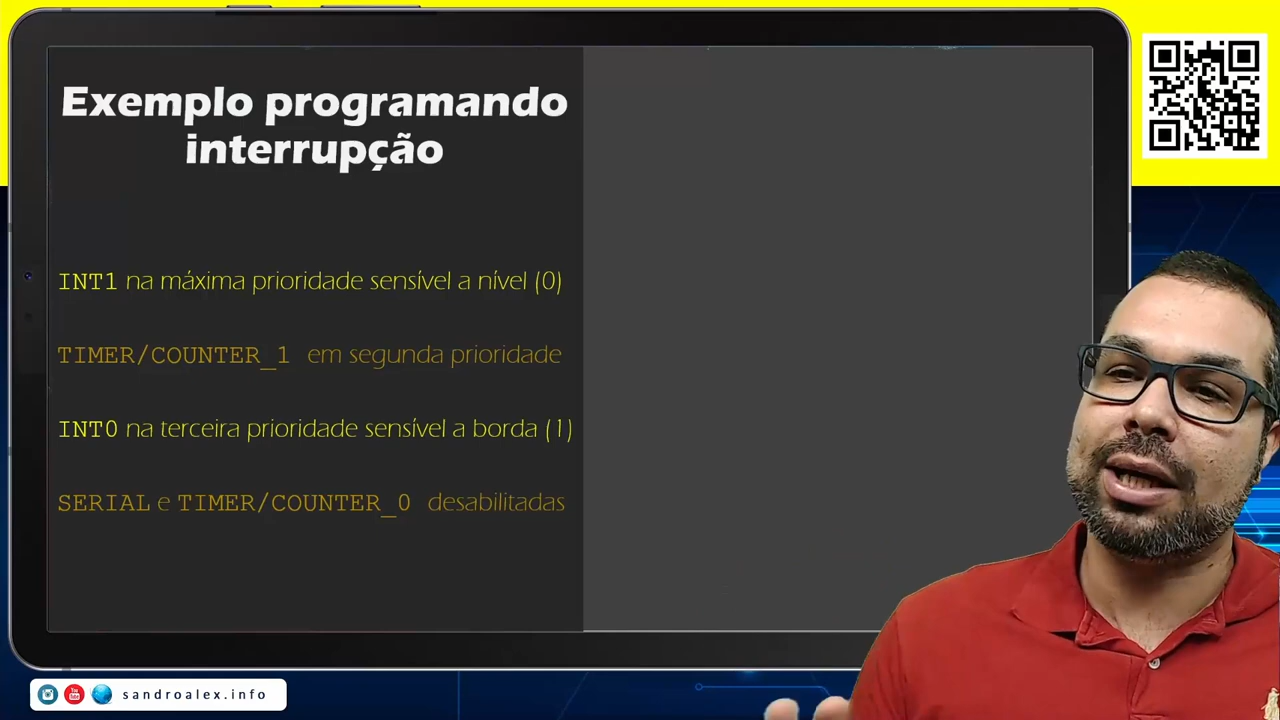 Exemplo programando
interrupção
INT1 na máxima prioridade sensível a nível (0)
TIMER/COUNTER_1 em segunda prioridade
INT0 na terceira prioridade sensível a borda (1)
SERIAL e TIMER/COUNTER_0 desabilitadas
sandroalex.info